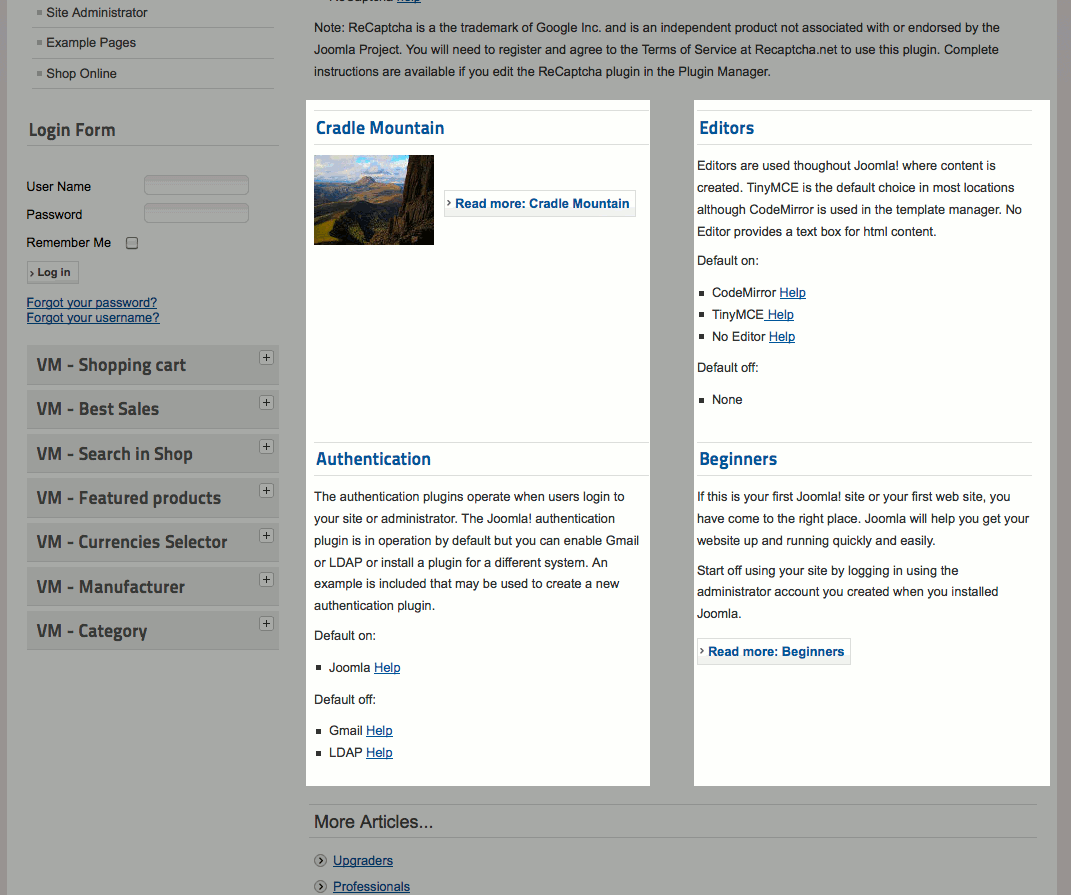 Site Administrator
Example Pages
Shop Online
Login Form
User Name
Password
Remember Me
› Log in
Forgot your password?
Forgot your username?
VM - Shopping cart +
VM - Best Sales +
VM - Search in Shop +
VM - Featured products +
VM - Currencies Selector +
VM - Manufacturer +
VM - Category +
ReCaptcha Help
Note: ReCaptcha is a the trademark of Google Inc. and is an independent product not associated with or endorsed by the
Joomla Project. You will need to register and agree to the Terms of Service at Recaptcha.net to use this plugin. Complete
instructions are available if you edit the ReCaptcha plugin in the Plugin Manager.
Cradle Mountain
› Read more: Cradle Mountain
Editors
Editors are used thoughout Joomla! where content is
created. TinyMCE is the default choice in most locations
although CodeMirror is used in the template manager. No
Editor provides a text box for html content.
Default on:
CodeMirror Help
TinyMCE Help
No Editor Help
Default off:
None
Authentication
The authentication plugins operate when users login to
your site or administrator. The Joomla! authentication
plugin is in operation by default but you can enable Gmail
or LDAP or install a plugin for a different system. An
example is included that may be used to create a new
authentication plugin.
Default on:
Joomla Help
Default off:
Gmail Help
LDAP Help
Beginners
If this is your first Joomla! site or your first web site, you
have come to the right place. Joomla will help you get your
website up and running quickly and easily.
Start off using your site by logging in using the
administrator account you created when you installed
Joomla.
› Read more: Beginners
More Articles...
Upgraders
Professionals